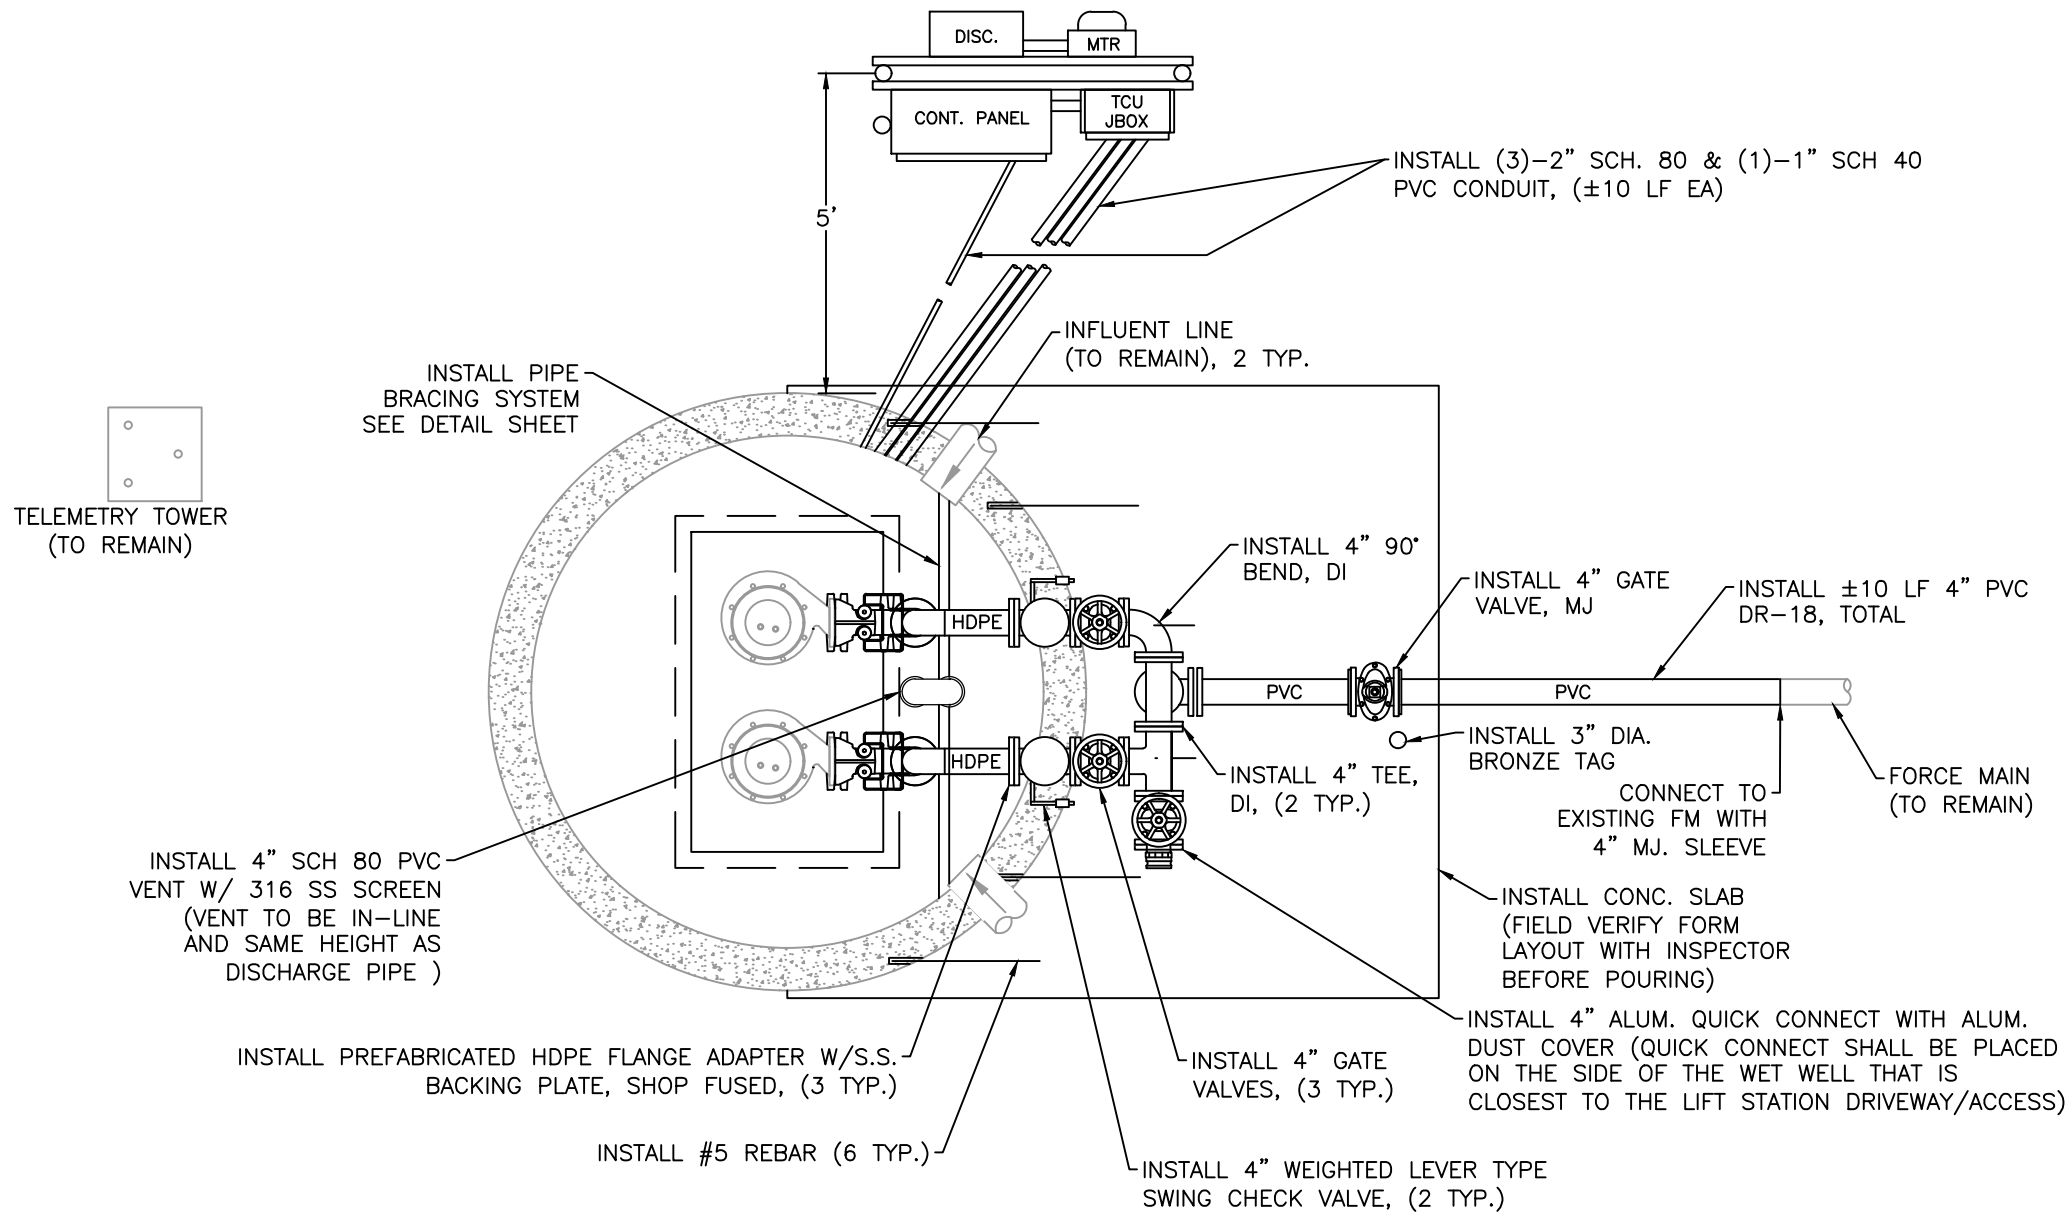 DISC.
MTR
CONT. PANEL
TCU
JBOX
INSTALL (3)-2" SCH. 80 & (1)-1" SCH 40
PVC CONDUIT, (±10 LF EA)
5'
INFLUENT LINE
(TO REMAIN), 2 TYP.
INSTALL PIPE
BRACING SYSTEM
SEE DETAIL SHEET
TELEMETRY TOWER
(TO REMAIN)
INSTALL 4" 90°
BEND, DI
INSTALL 4" GATE
VALVE, MJ
INSTALL ±10 LF 4" PVC
DR-18, TOTAL
HDPE
PVC
PVC
HDPE
INSTALL 3" DIA.
BRONZE TAG
INSTALL 4" TEE,
DI, (2 TYP.)
FORCE MAIN
(TO REMAIN)
CONNECT TO
EXISTING FM WITH
4" MJ. SLEEVE
INSTALL 4" SCH 80 PVC
VENT W/ 316 SS SCREEN
(VENT TO BE IN-LINE
AND SAME HEIGHT AS
DISCHARGE PIPE )
INSTALL CONC. SLAB
(FIELD VERIFY FORM
LAYOUT WITH INSPECTOR
BEFORE POURING)
INSTALL 4" ALUM. QUICK CONNECT WITH ALUM.
DUST COVER (QUICK CONNECT SHALL BE PLACED
ON THE SIDE OF THE WET WELL THAT IS
CLOSEST TO THE LIFT STATION DRIVEWAY/ACCESS)
INSTALL PREFABRICATED HDPE FLANGE ADAPTER W/S.S.
BACKING PLATE, SHOP FUSED, (3 TYP.)
INSTALL 4" GATE
VALVES, (3 TYP.)
INSTALL #5 REBAR (6 TYP.)
INSTALL 4" WEIGHTED LEVER TYPE
SWING CHECK VALVE, (2 TYP.)